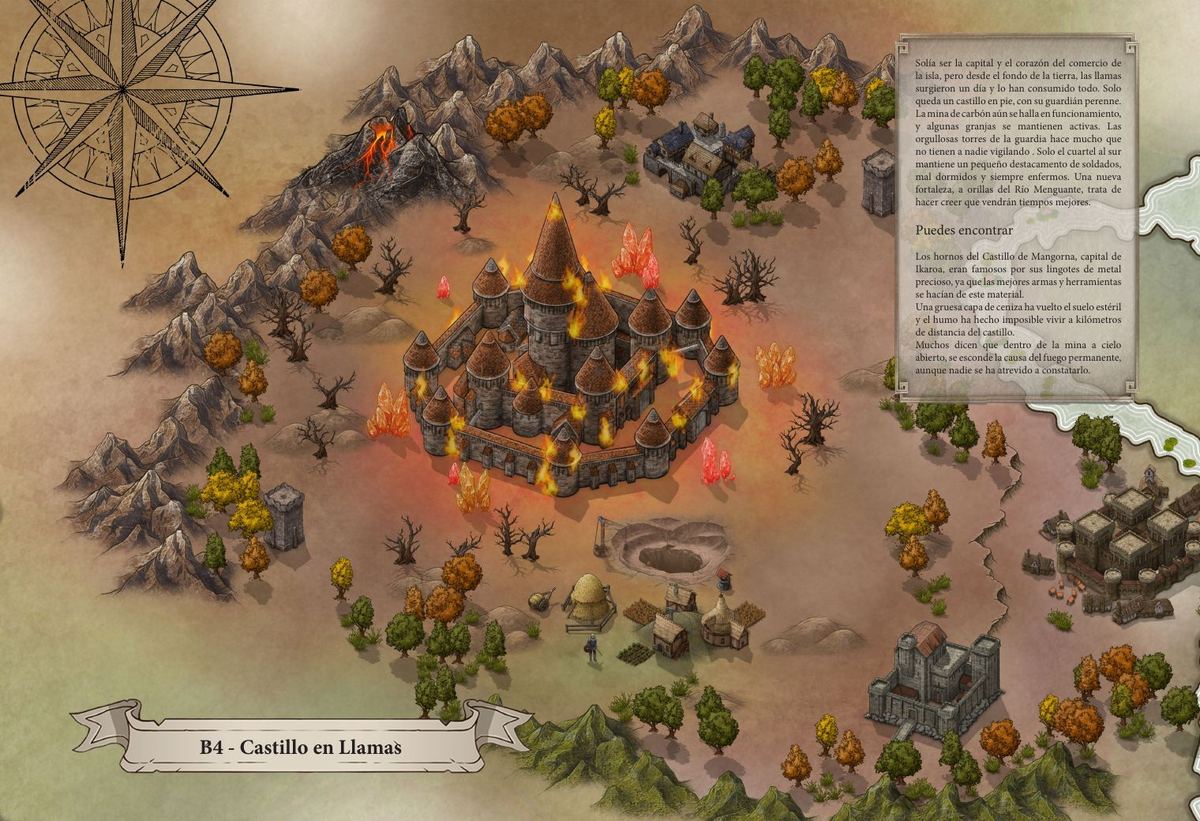 Solía ser la capital y el corazón del comercio de
la isla, pero desde el fondo de la tierra, las llamas
surgieron un día y lo han consumido todo. Solo
queda un castillo en pie, con su guardián perenne.
La mina de carbón aún se halla en funcionamiento,
y algunas granjas se mantienen activas. Las
orgullosas torres de la guardia hace mucho que
no tienen a nadie vigilando . Solo el cuartel al sur
mantiene un pequeño destacamento de soldados,
mal dormidos y siempre enfermos. Una nueva
fortaleza, a orillas del Río Menguante, trata de
hacer creer que vendrán tiempos mejores.
Puedes encontrar
Los hornos del Castillo de Mangorna, capital de
Ikaroa, eran famosos por sus lingotes de metal
precioso, ya que las mejores armas y herramientas
se hacían de este material.
Una gruesa capa de ceniza ha vuelto el suelo estéril
y el humo ha hecho imposible vivir a kilómetros
de distancia del castillo.
Muchos dicen que dentro de la mina a cielo
abierto, se esconde la causa del fuego permanente,
aunque nadie se ha atrevido a constatarlo.
B4 - Castillo en Llamas